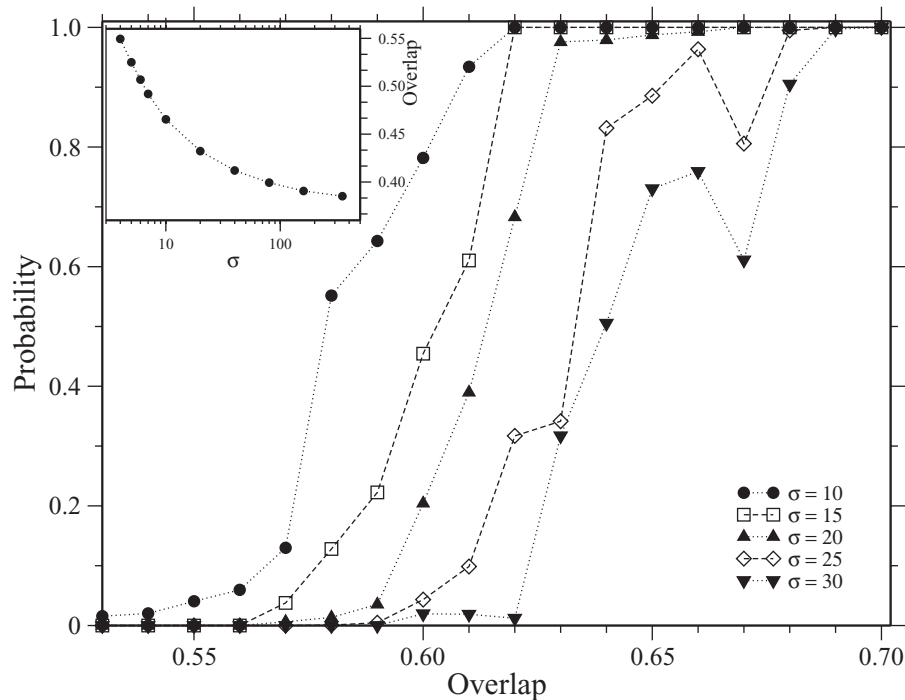 1.0
0.8
0.6
0.4
0.2
0
Probability
0.55
0.60
0.65
0.70
Overlap
0.55
0.50
0.45
0.40
Overlap
10
100
σ
σ = 10
σ = 15
σ = 20
σ = 25
σ = 30